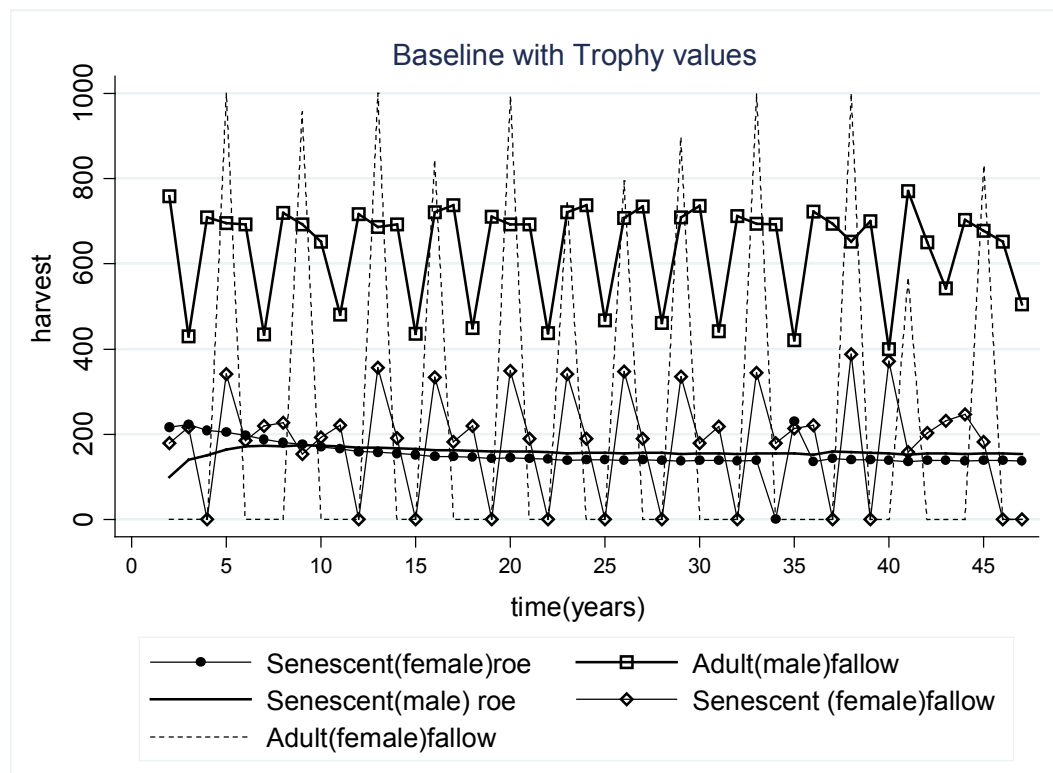 Baseline with Trophy values
1000
800
600
400
200
0
harvest
0 5 10 15 20 25 30 35 40 45
time(years)
Senescent(female)roe Adult(male)fallow
Senescent(male) roe Senescent (female)fallow
Adult(female)fallow